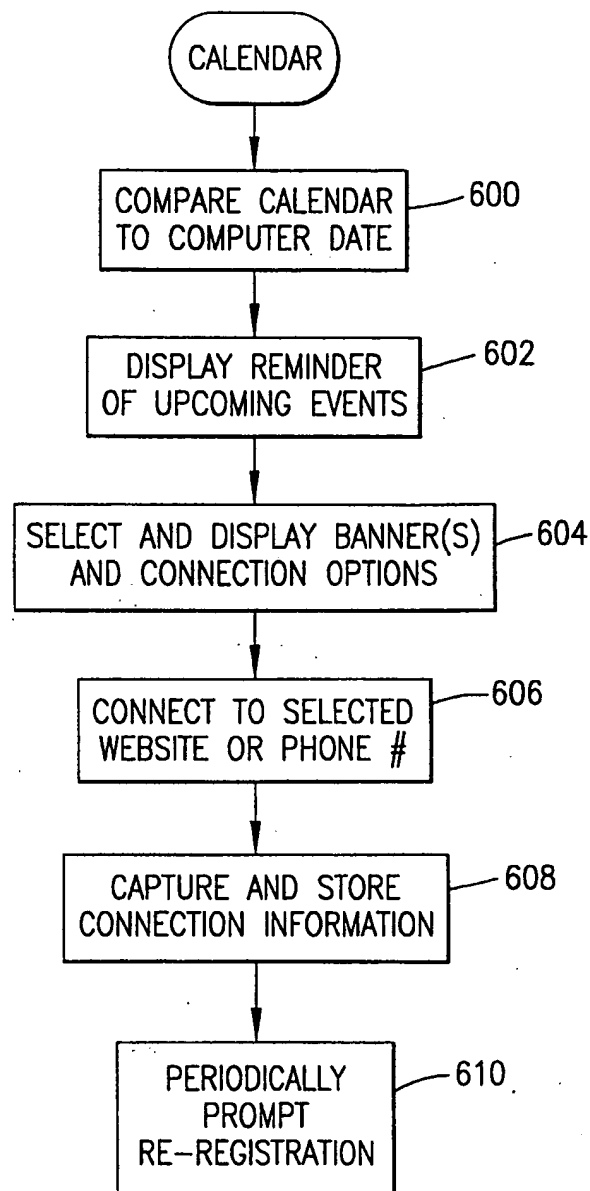 CALENDAR
COMPARE CALENDAR
TO COMPUTER DATE
600
DISPLAY REMINDER
OF UPCOMING EVENTS
602
SELECT AND DISPLAY BANNER(S)
AND CONNECTION OPTIONS
604
CONNECT TO SELECTED
WEBSITE OR PHONE #
606
CAPTURE AND STORE
CONNECTION INFORMATION
608
PERIODICALLY
PROMPT
RE-REGISTRATION
610